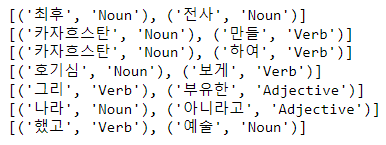 [('최후', 'Noun'), ('전사', 'Noun')]
[('카자흐스탄', 'Noun'), ('만들', 'Verb')]
[('카자흐스탄', 'Noun'), ('하여', 'Verb')]
[('호기심', 'Noun'), ('보게', 'Verb')]
[('그리', 'Verb'), ('부유한', 'Adjective')]
[('나라', 'Noun'), ('아니라고', 'Adjective')]
[('했고', 'Verb'), ('예술', 'Noun')]